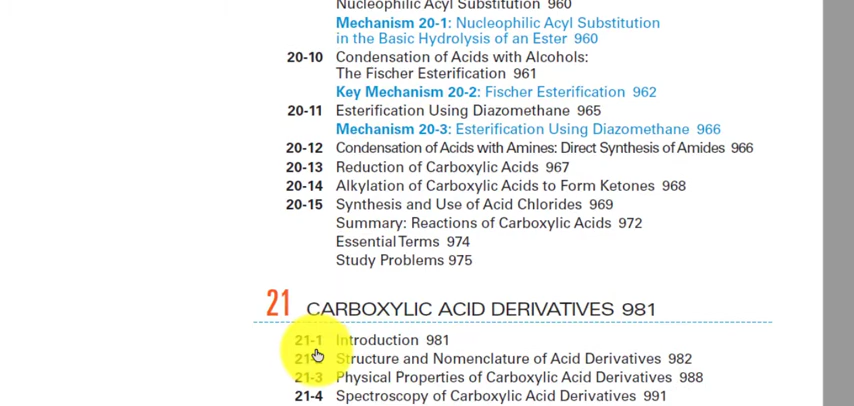 Nucleophilic Acyl Substitution 960
Mechanism 20-1: Nucleophilic Acyl Substitution
in the Basic Hydrolysis of an Ester 960
20-10 Condensation of Acids with Alcohols:
The Fischer Esterification 961
Key Mechanism 20-2: Fischer Esterification 962
20-11 Esterification Using Diazomethane 965
Mechanism 20-3: Esterification Using Diazomethane 966
20-12 Condensation of Acids with Amines: Direct Synthesis of Amides 966
20-13 Reduction of Carboxylic Acids 967
20-14 Alkylation of Carboxylic Acids to Form Ketones 968
20-15 Synthesis and Use of Acid Chlorides 969
Summary: Reactions of Carboxylic Acids 972
Essential Terms 974
Study Problems 975
21 CARBOXYLIC ACID DERIVATIVES 981
21-1 Introduction 981
Structure and Nomenclature of Acid Derivatives 982
21-3 Physical Properties of Carboxylic Acid Derivatives 988
21-4 Spectroscopy of Carboxylic Acid Derivatives 991